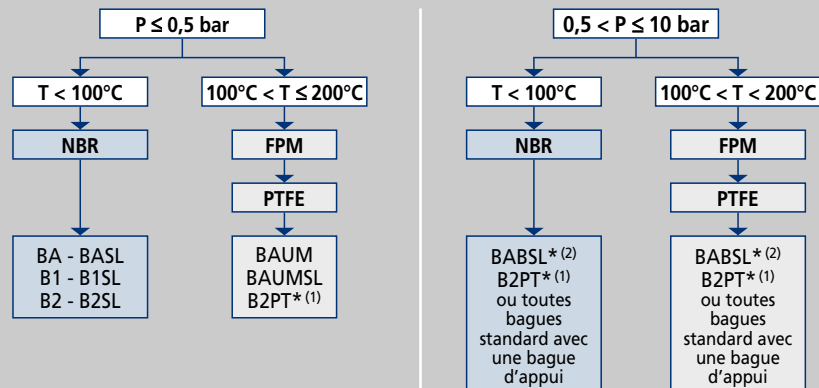 P ≤ 0,5 bar
T < 100°C
100°C < T ≤ 200°C
NBR
FPM
PTFE
BA - BASL
B1 - B1SL
B2 - B2SL
BAUM
BAUMSL
B2PT* (1)
0,5 < P ≤ 10 bar
T < 100°C
100°C < T < 200°C
NBR
FPM
PTFE
BABSL* (2)
B2PT* (1)
ou toutes
bagues
standard avec
une bague
d'appui
BABSL* (2)
B2PT* (1)
ou toutes
bagues
standard avec
une bague
d'appui